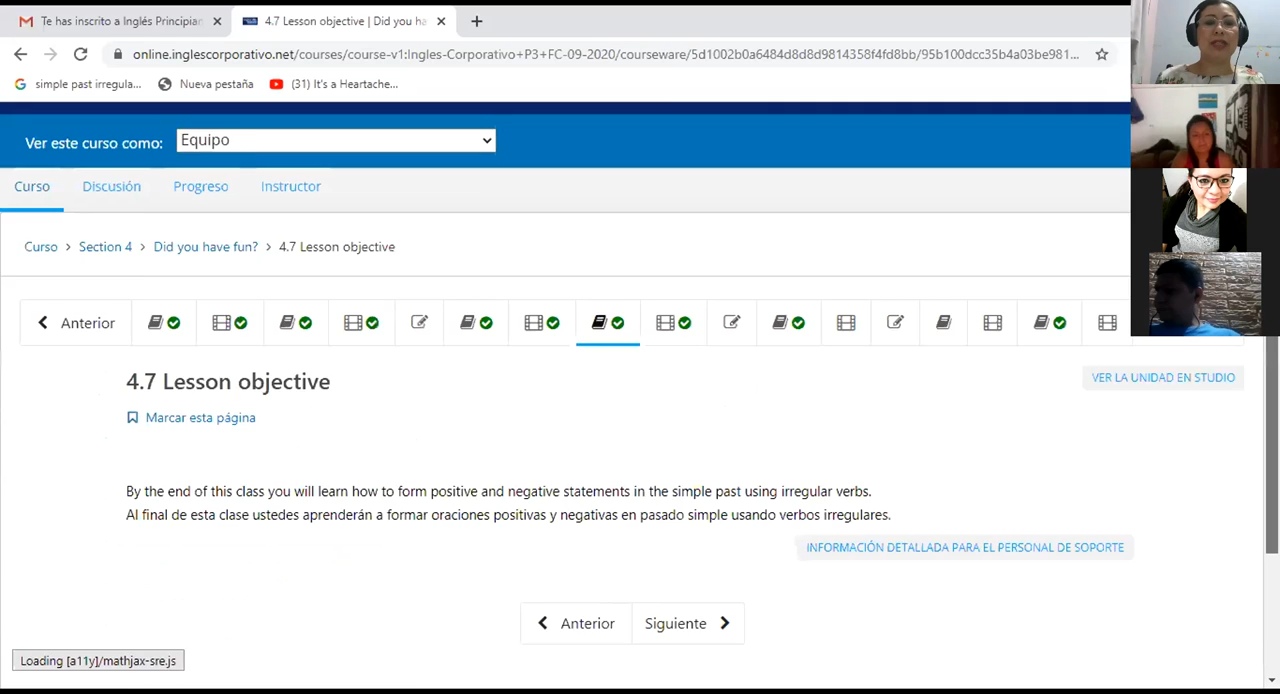 Te has inscrito a Inglés Principian
4.7 Lesson objective | Did you ha
online.inglescorporativo.net/courses/course-v1:Ingles-Corporativo+P3+FC-09-2020/courseware/5d1002b0a6484d8d8d9814358f4fd8bb/95b100dcc35b4a03be981...
simple past irregula...
Nueva pestaña
(31) It's a Heartache...
Ver este curso como:
Equipo
Curso
Discusión
Progreso
Instructor
Curso > Section 4 > Did you have fun? > 4.7 Lesson objective
Anterior
4.7 Lesson objective
VER LA UNIDAD EN STUDIO
Marcar esta página
By the end of this class you will learn how to form positive and negative statements in the simple past using irregular verbs.
Al final de esta clase ustedes aprenderán a formar oraciones positivas y negativas en pasado simple usando verbos irregulares.
INFORMACIÓN DETALLADA PARA EL PERSONAL DE SOPORTE
Anterior
Siguiente
Loading [a11y]/mathjax-sre.js